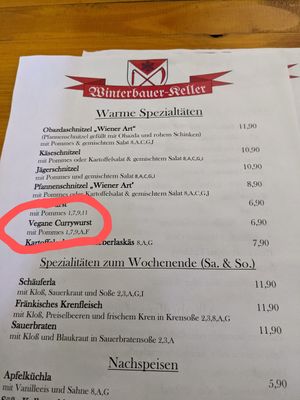 Winterbauer-Keller
Warme Spezialtäten
Obazdaschnitzel „Wiener Art" 11,90
(Pfannenschnitzel gefüllt mit Obazda und rohem Schinken)
mit Pommes & gemischtem Salat 8,A,C,G,J
Käseschnitzel 10,90
mit Pommes oder Kartoffelsalat & gemischtem Salat
Jägerschnitzel 10,90
mit Pommes und gemischtem Salat
Pfannenschnitzel „Wiener Art" 8,90
mit Pommes oder Kartoffelsalat & gemischtem Salat 8,A,C,G,J
6,90
mit Pommes 1,7,9,11
Vegane Currywurst 6,90
mit Pommes 1,7,9,A,F
8,A,G 7,90
Spezialitäten zum Wochenende (Sa. & So.)
Schäuferla 11,90
mit Kloß, Sauerkraut und Soße 2,3,A,G,I
Fränkisches Krenfleisch 11,90
mit Kloß, Preiselbeeren und frischem Kren in Krensoße 2,3,8,A,G
Sauerbraten 11,90
mit Kloß und Blaukraut in Sauerbratensoße 2,3,A
Nachspeisen
Apfelküchla 5,90
mit Vanilleeis und Sahne 8,A,G